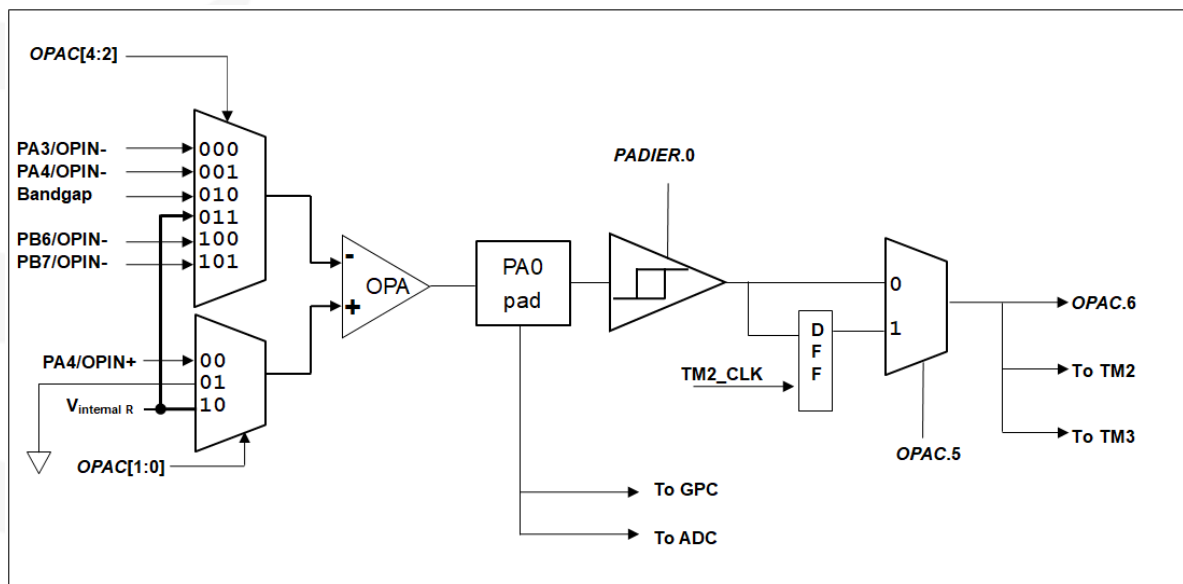 OPAC[4:2]
PA3/OPIN-
PA4/OPIN-
Bandgap
PB6/OPIN-
PB7/OPIN-
000
001
010
011
100
101
PA4/OPIN+
Vinternal R
00
01
10
OPAC[1:0]
-
+
OPA
PA0
pad
PADIER.0
TM2_CLK
D
F
F
0
1
OPAC.5
OPAC.6
To TM2
To TM3
To GPC
To ADC